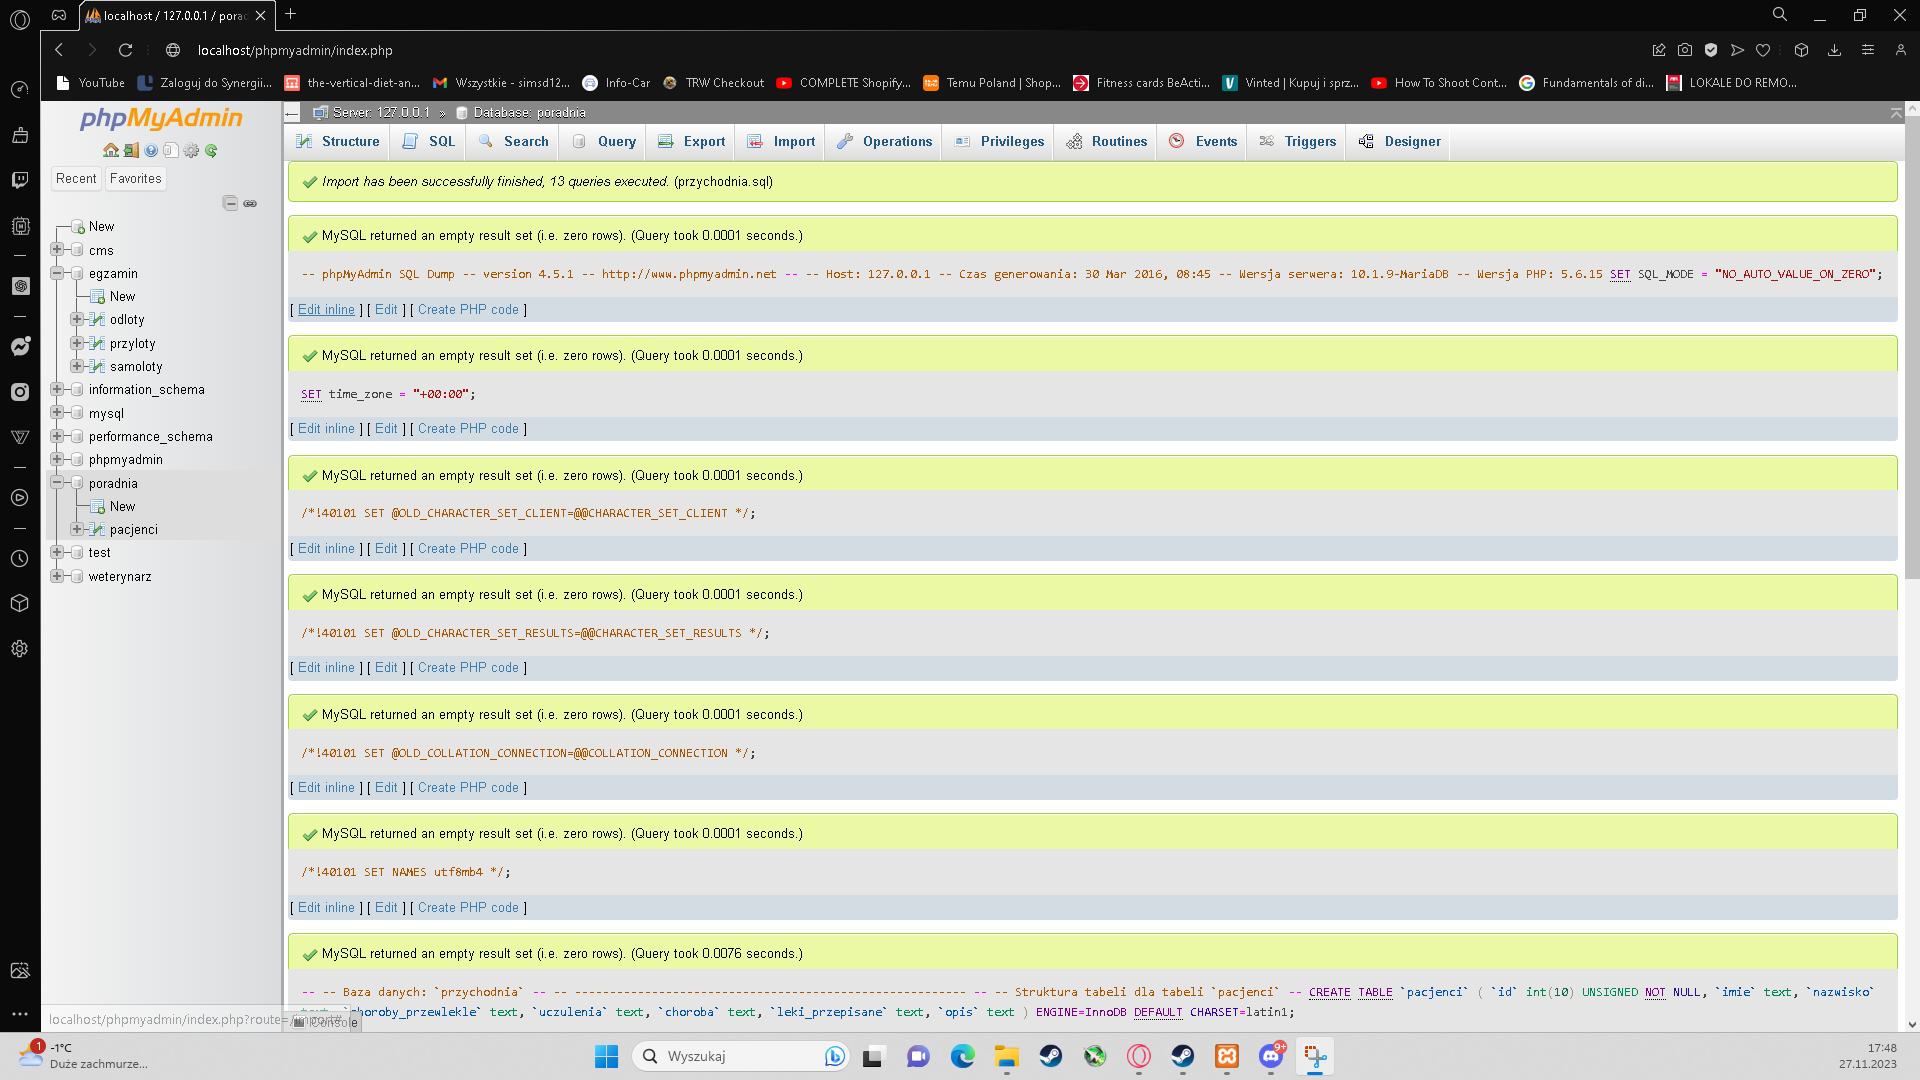 localhost / 127.0.0.1 / porac
localhost/phpmyadmin/index.php
YouTube
Zaloguj do Synergii...
the-vertical-diet-an...
Wszystkie - simsd12...
Info-Car
TRW Checkout
COMPLETE Shopify...
Temu Poland | Shop...
Fitness cards BeActi...
Vinted | Kupuj i sprz...
How To Shoot Cont...
Fundamentals of di...
LOKALE DO REMO...
phpMyAdmin
Recent
Favorites
New
cms
egzamin
New
odloty
przyloty
samoloty
information_schema
mysql
performance_schema
phpmyadmin
poradnia
New
pacjenci
test
weterynarz
Server: 127.0.0.1 » Database: poradnia
Structure
SQL
Search
Query
Export
Import
Operations
Privileges
Routines
Events
Triggers
Designer
Import has been successfully finished, 13 queries executed. (przychodnia.sql)
MySQL returned an empty result set (i.e. zero rows). (Query took 0.0001 seconds.)
-- phpMyAdmin SQL Dump -- version 4.5.1 -- http://www.phpmyadmin.net -- -- Host: 127.0.0.1 -- Czas generowania: 30 Mar 2016, 08:45 -- Wersja serwera: 10.1.9-MariaDB -- Wersja PHP: 5.6.15 SET SQL_MODE = "NO_AUTO_VALUE_ON_ZERO";
[ Edit inline ] [ Edit ] [ Create PHP code ]
MySQL returned an empty result set (i.e. zero rows). (Query took 0.0001 seconds.)
SET time_zone = "+00:00";
[ Edit inline ] [ Edit ] [ Create PHP code ]
MySQL returned an empty result set (i.e. zero rows). (Query took 0.0001 seconds.)
/*!40101 SET @OLD_CHARACTER_SET_CLIENT=@@CHARACTER_SET_CLIENT */;
[ Edit inline ] [ Edit ] [ Create PHP code ]
MySQL returned an empty result set (i.e. zero rows). (Query took 0.0001 seconds.)
/*!40101 SET @OLD_CHARACTER_SET_RESULTS=@@CHARACTER_SET_RESULTS */;
[ Edit inline ] [ Edit ] [ Create PHP code ]
MySQL returned an empty result set (i.e. zero rows). (Query took 0.0001 seconds.)
/*!40101 SET @OLD_COLLATION_CONNECTION=@@COLLATION_CONNECTION */;
[ Edit inline ] [ Edit ] [ Create PHP code ]
MySQL returned an empty result set (i.e. zero rows). (Query took 0.0001 seconds.)
/*!40101 SET NAMES utf8mb4 */;
[ Edit inline ] [ Edit ] [ Create PHP code ]
MySQL returned an empty result set (i.e. zero rows). (Query took 0.0076 seconds.)
-- -- Baza danych: `przychodnia` -- -- -------------------------------------------------------- -- -- Struktura tabeli dla tabeli `pacjenci` -- CREATE TABLE `pacjenci` ( `id` int(10) UNSIGNED NOT NULL, `imie` text, `nazwisko`
text, `choroby_przewlekle` text, `uczulenia` text, `choroba` text, `leki_przepisane` text, `opis` text ) ENGINE=InnoDB DEFAULT CHARSET=latin1;
localhost/phpmyadmin/index.php?route=/import#
Console
1
-1°C
Duże zachmurze...
Wyszukaj
9+
17:48
27.11.2023